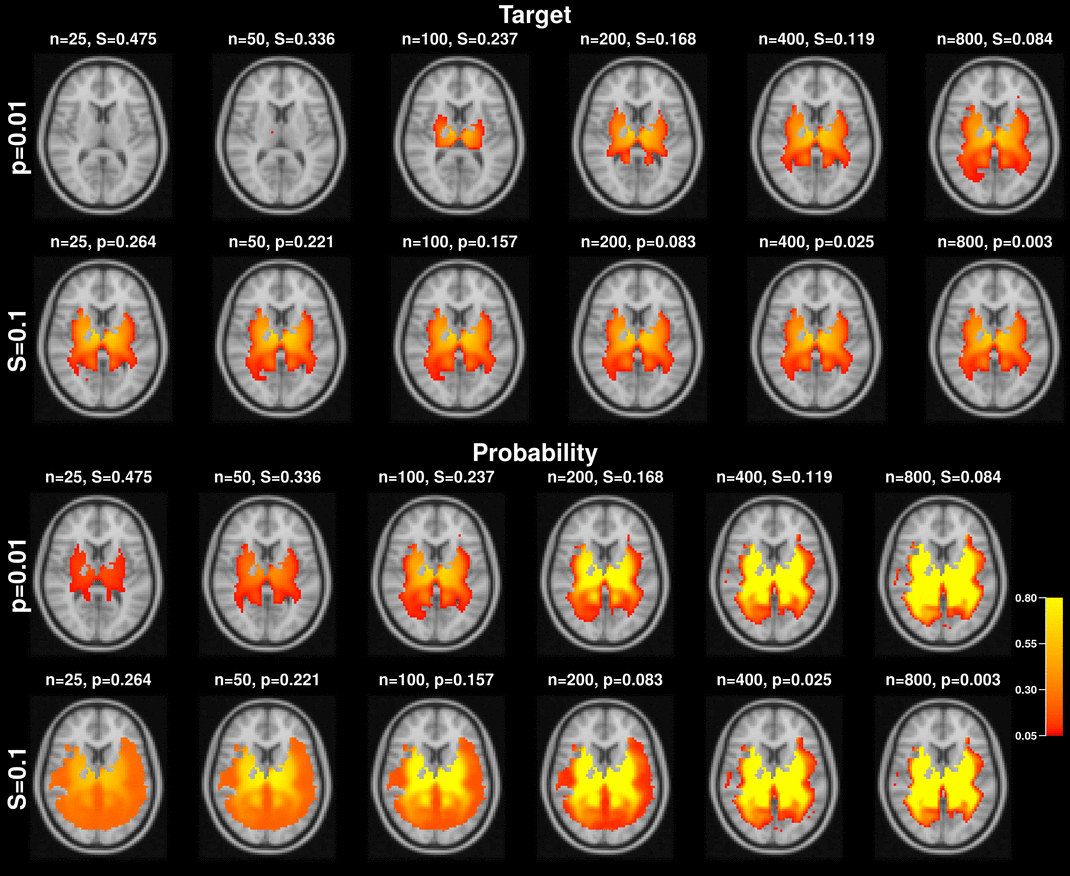 Target
n=25, S=0.475 n=50, S=0.336 n=100, S=0.237 n=200, S=0.168 n=400, S=0.119 n=800, S=0.084
p=0.01
n=25, p=0.264 n=50, p=0.221 n=100, p=0.157 n=200, p=0.083 n=400, p=0.025 n=800, p=0.003
S=0.1
Probability
n=25, S=0.475 n=50, S=0.336 n=100, S=0.237 n=200, S=0.168 n=400, S=0.119 n=800, S=0.084
p=0.01
0.80
0.55
0.30
0.05
n=25, p=0.264 n=50, p=0.221 n=100, p=0.157 n=200, p=0.083 n=400, p=0.025 n=800, p=0.003
S=0.1